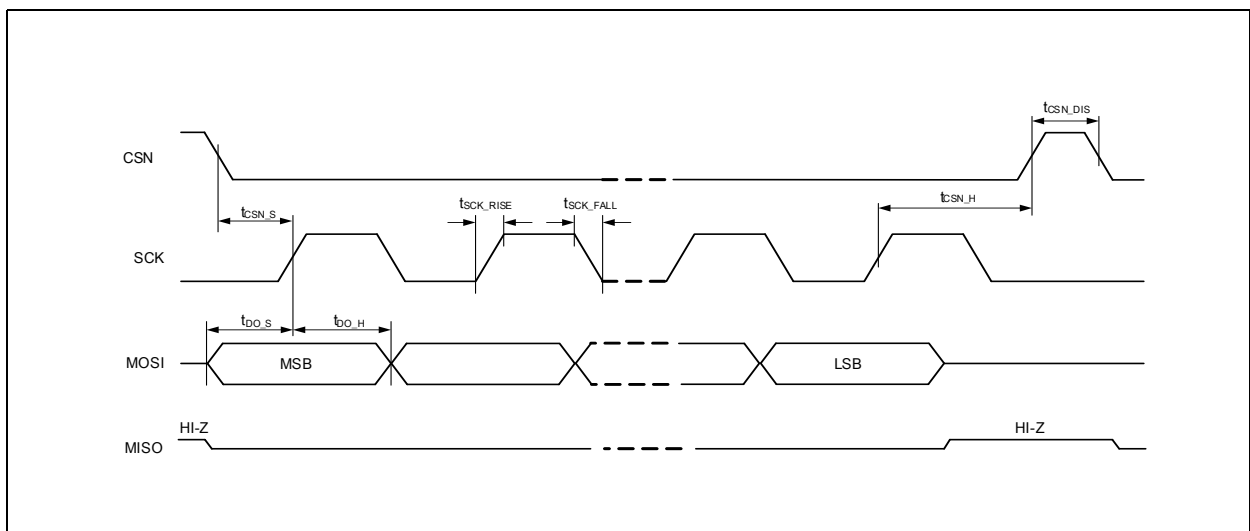 tCSN_DIS
CSN
tCSN_S
tSCK_RISE
tSCK_FALL
tCSN_H
SCK
tDO_S
tDO_H
MOSI
MSB
LSB
HI-Z
HI-Z
MISO